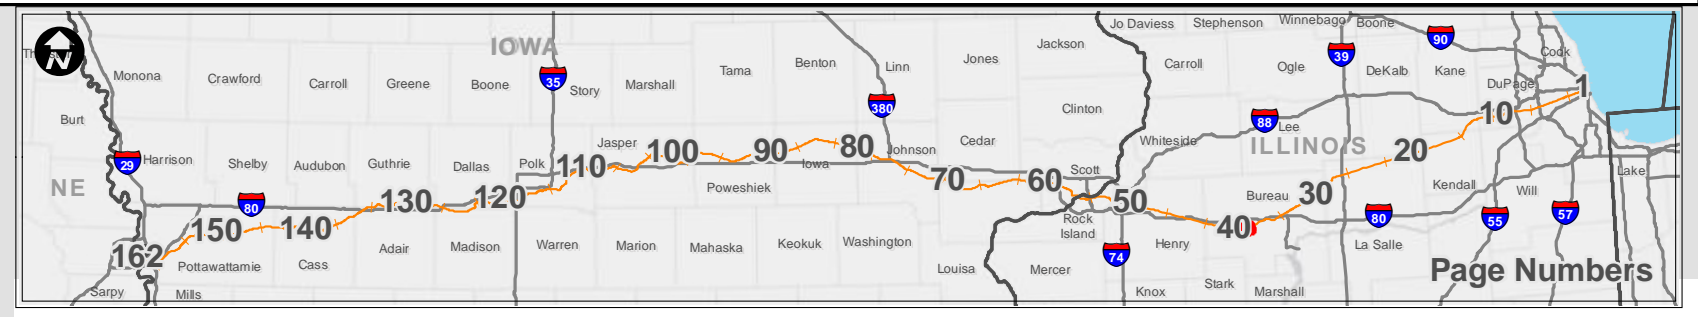 Jo Daviess Stephenson Winnebago Boone
IOWA
Jackson
39
90
Cook
N
Monona Crawford Carroll Greene Boone
35
Story Marshall Tama Benton Linn Jones
Carroll Ogle DeKalb Kane DuPage
1
380
Clinton
10
Burt
88
Lee
Whiteside
ILLINOIS
29
Harrison Shelby Audubon Guthrie Dallas Polk
Jasper
110 100 90 80
Iowa
Johnson
Cedar
20
NE
80
Poweshiek
70 60
Scott
Lake
162 150 140 130 120
50
Rock
Island
Bureau
30
Kendall
Will
40
80
55
57
Adair Madison Warren Marion Mahaska Keokuk Washington
Henry
La Salle
74
Pottawattamie Cass
Louisa Mercer
Page Numbers
Sarpy Mills
Knox Stark Marshall